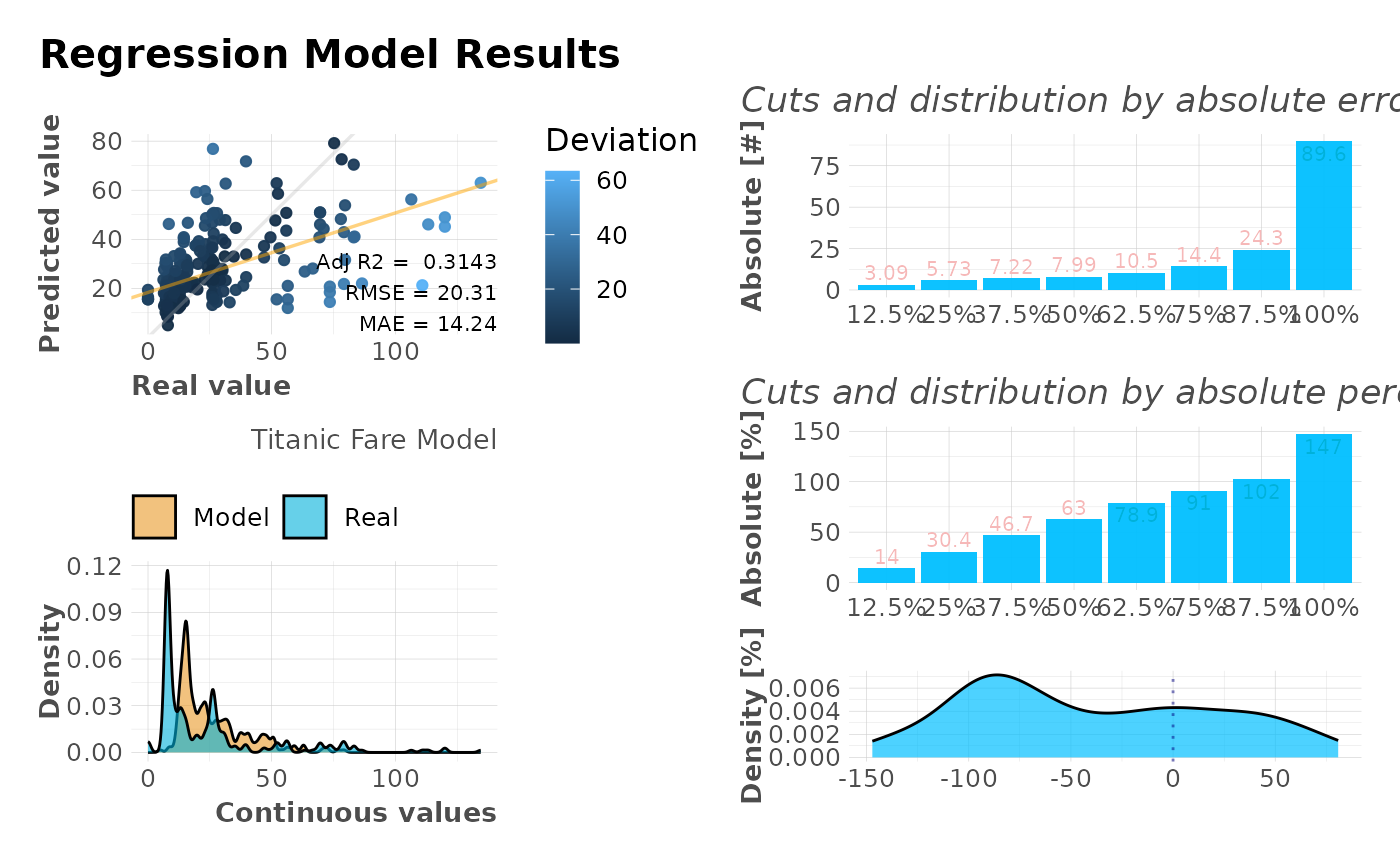 Regression Model Results
Predicted value
80
60
40
20
0 50 100
Real value
Adj R2 = 0.3143
RMSE = 20.31
MAE = 14.24
Deviation
60
40
20
Titanic Fare Model
Model Real
Density
0.12
0.09
0.06
0.03
0.00
0 50 100
Continuous values
Cuts and distribution by absolute erro
Absolute [#]
75
50
25
0
3.09 5.73 7.22 7.99 10.5 14.4 24.3 89.6
12.5% 25% 37.5% 50% 62.5% 75% 87.5% 100%
Cuts and distribution by absolute perc
Absolute [%]
150
100
50
0
14 30.4 46.7 63 78.9 91 102 147
12.5% 25% 37.5% 50% 62.5% 75% 87.5% 100%
Density [%]
0.006
0.004
0.002
0.000
-150 -100 -50 0 50